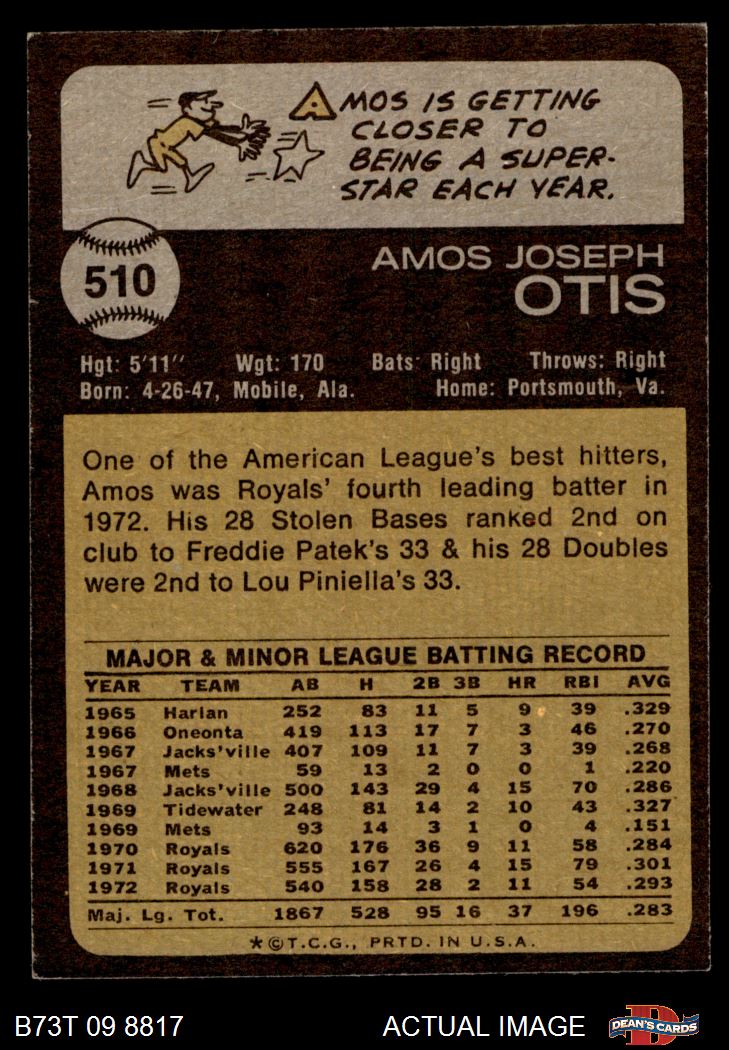 AMOS IS GETTING
CLOSER TO
BEING A SUPER-
STAR EACH YEAR.
510
AMOS JOSEPH
OTIS
Hgt: 5'11" Wgt: 170 Bats: Right Throws: Right
Born: 4-26-47, Mobile, Ala. Home: Portsmouth, Va.
One of the American League's best hitters,
Amos was Royals' fourth leading batter in
1972. His 28 Stolen Bases ranked 2nd on
club to Freddie Patek's 33 & his 28 Doubles
were 2nd to Lou Piniella's 33.
MAJOR & MINOR LEAGUE BATTING RECORD
YEAR TEAM AB H 2B 3B HR RBI AVG
1965 Harlan 252 83 11 5 9 39 .329
1966 Oneonta 419 113 17 7 3 46 .270
1967 Jacks'ville 407 109 11 7 3 39 .268
1967 Mets 59 13 2 0 0 1 .220
1968 Jacks'ville 500 143 29 4 15 70 .286
1969 Tidewater 248 81 14 2 10 43 .327
1969 Mets 93 14 3 1 0 4 .151
1970 Royals 620 176 36 9 11 58 .284
1971 Royals 555 167 26 4 15 79 .301
1972 Royals 540 158 28 2 11 54 .293
Maj. Lg. Tot. 1867 528 95 16 37 196 .283
*©T.C.G., PRTD. IN U.S.A.
B73T 09 8817 ACTUAL IMAGE DEAN'S CARDS